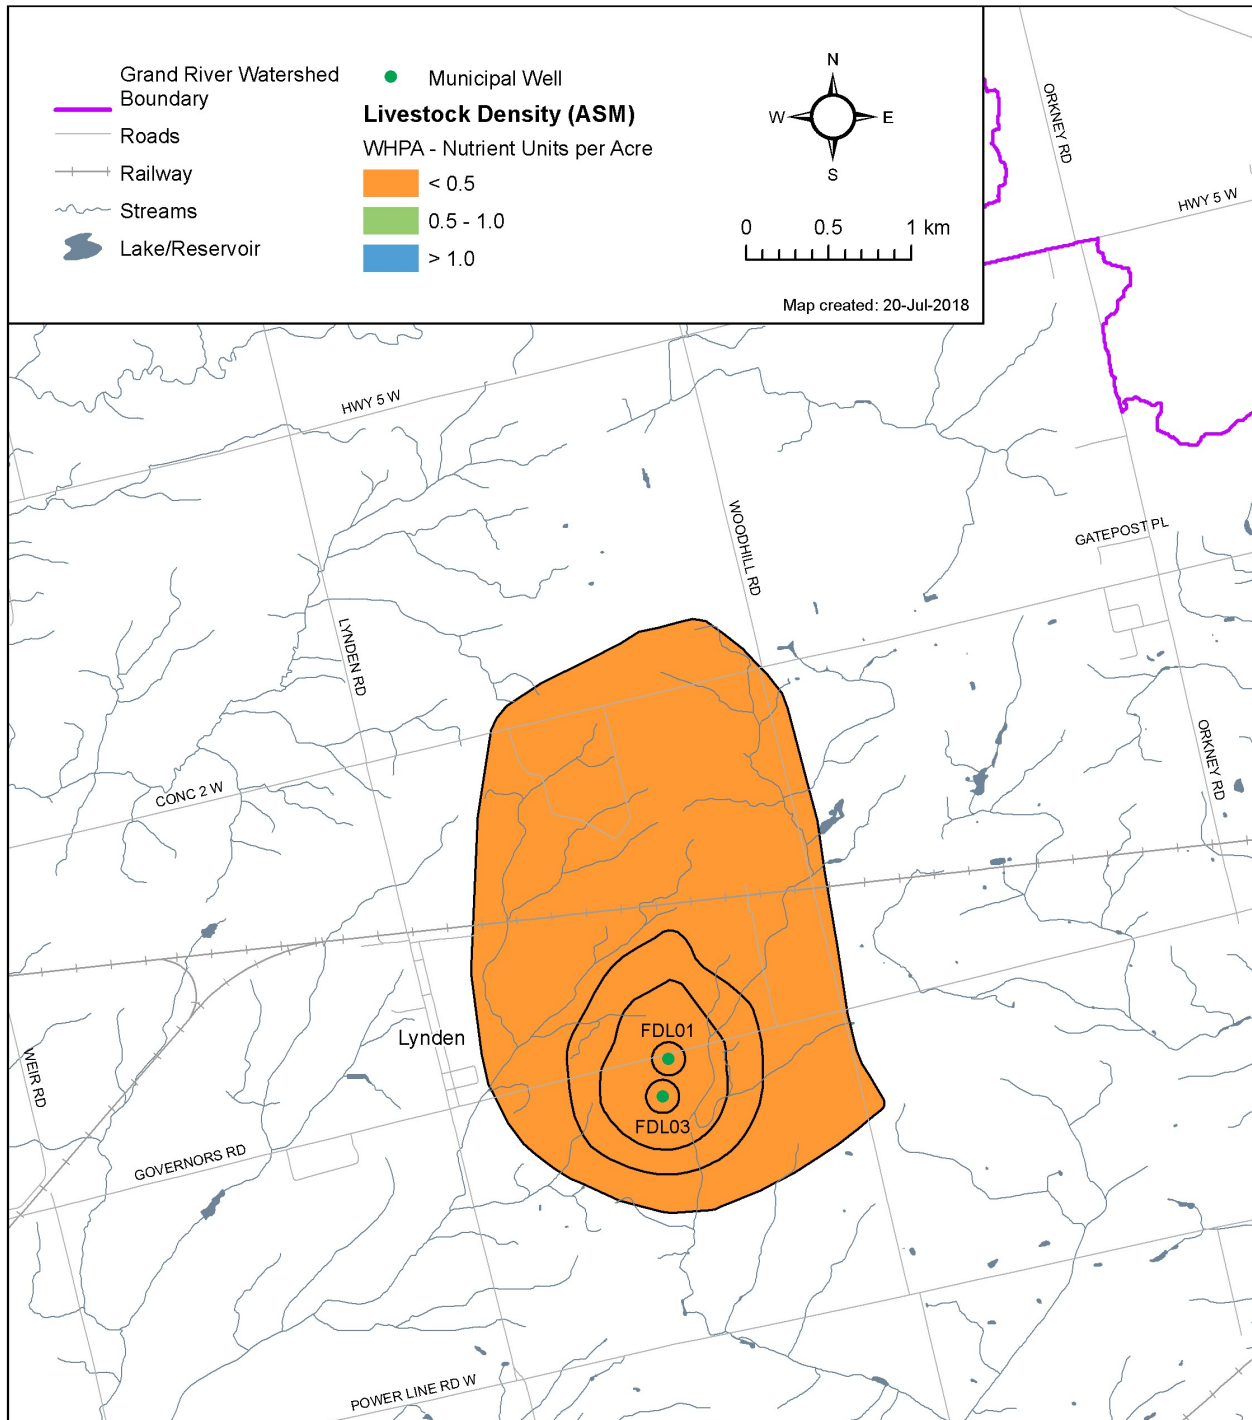 Grand River Watershed
Boundary
Roads
Railway
Streams
Lake/Reservoir
Municipal Well
Livestock Density (ASM)
WHPA - Nutrient Units per Acre
< 0.5
0.5 - 1.0
> 1.0
N
W E
S
0 0.5 1 km
Map created: 20-Jul-2018
ORKNEY RD
HWY 5 W
HWY 5 W
WOODHILL RD
GATEPOST PL
LYNDEN RD
ORKNEY RD
CONC 2 W
Lynden
FDL01
WEIR RD
FDL03
GOVERNORS RD
POWER LINE RD W